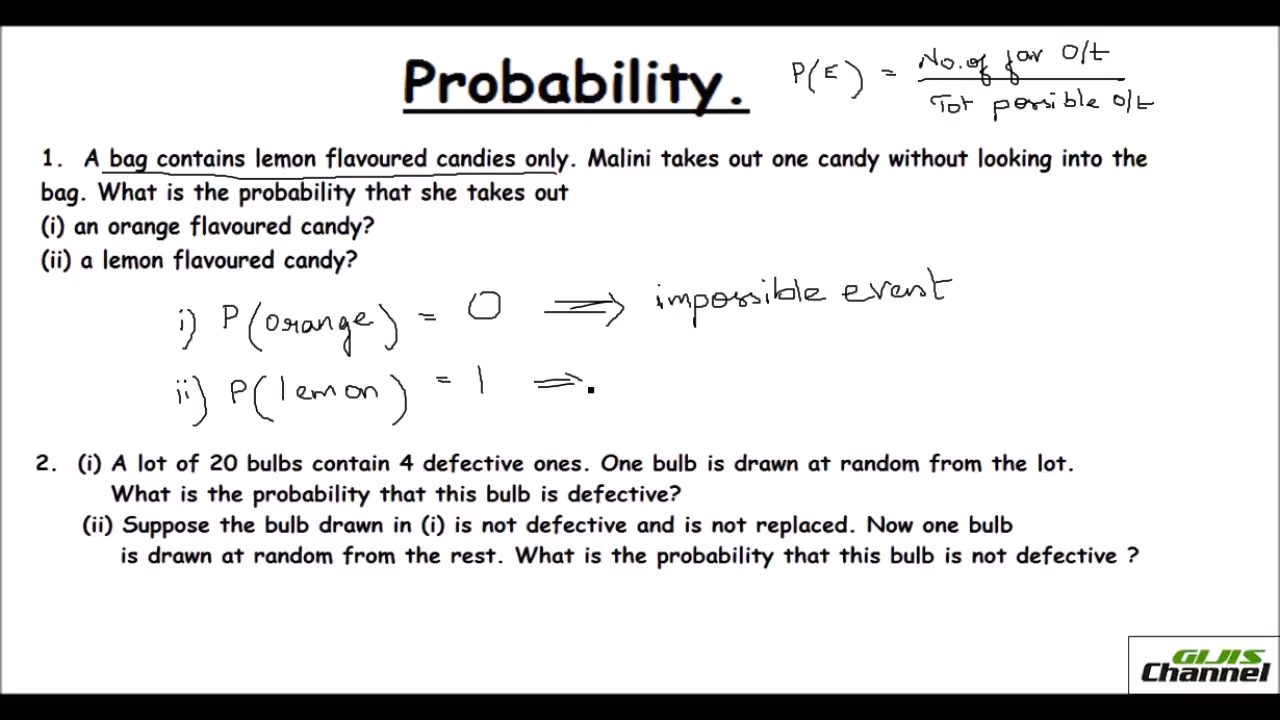 Probability.
P(E) = No. of fav O/t
Tot possible O/t
1. A bag contains lemon flavoured candies only. Malini takes out one candy without looking into the
bag. What is the probability that she takes out
(i) an orange flavoured candy?
(ii) a lemon flavoured candy?
i) P(orange) = 0 ⟹ impossible event
ii) P(lemon) = 1 ⟹
2. (i) A lot of 20 bulbs contain 4 defective ones. One bulb is drawn at random from the lot.
What is the probability that this bulb is defective?
(ii) Suppose the bulb drawn in (i) is not defective and is not replaced. Now one bulb
is drawn at random from the rest. What is the probability that this bulb is not defective ?
GIJIS
Channel